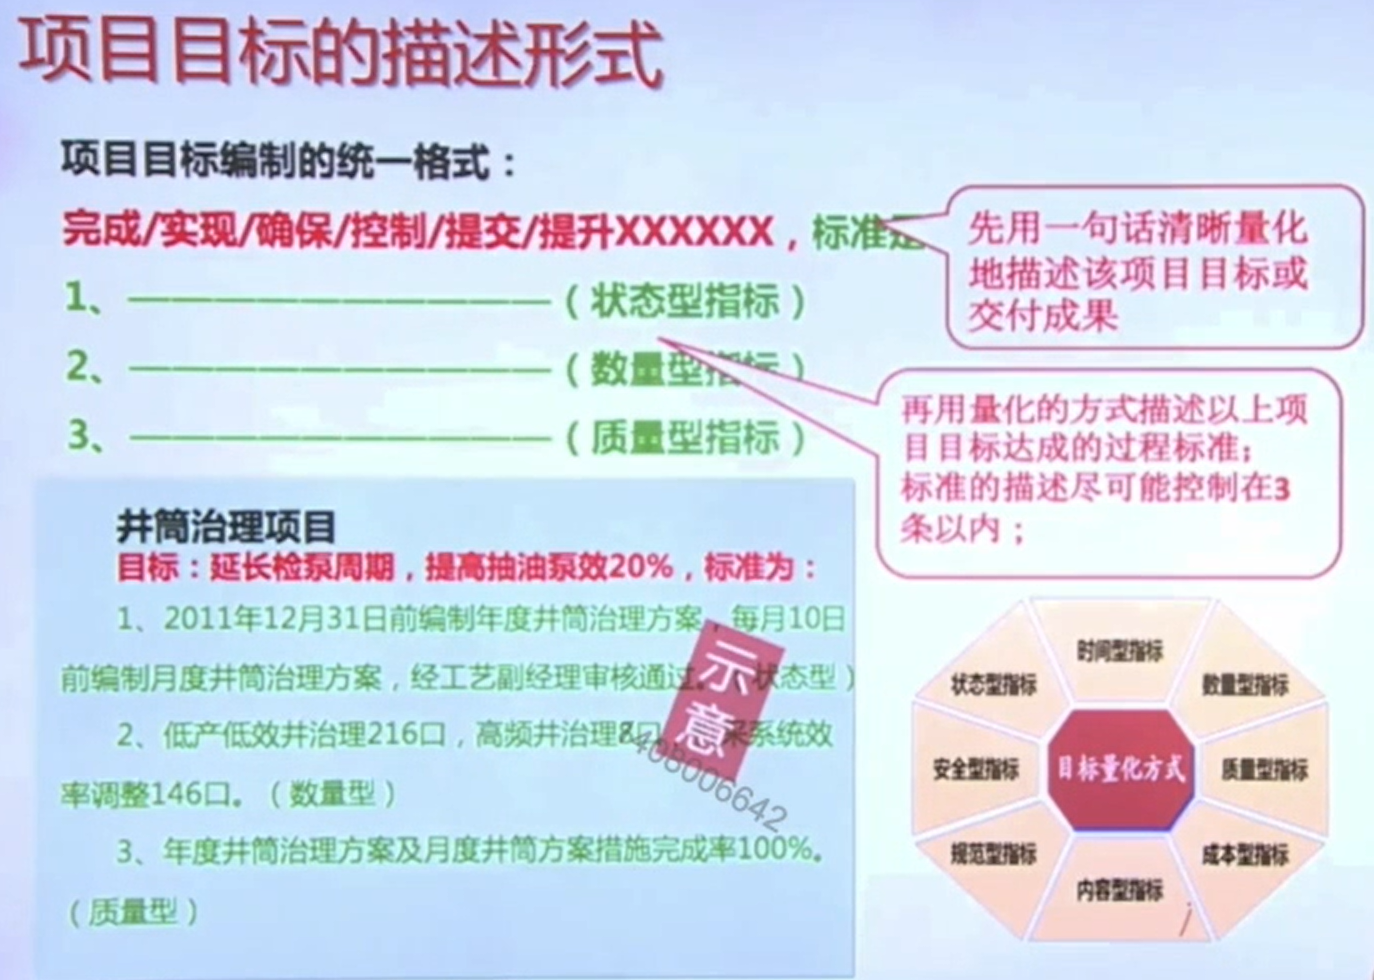 项目目标的描述形式
项目目标编制的统一格式：
完成/实现/确保/控制/提交/提升XXXXXX，标准是
1、——————————（状态型指标）
2、——————————（数量型指标）
3、——————————（质量型指标）
先用一句话清晰量化
地描述该项目目标或
交付成果
再用量化的方式描述以上项
目目标达成的过程标准；
标准的描述尽可能控制在3
条以内；
井筒治理项目
目标：延长检泵周期，提高抽油泵效20%，标准为：
1、2011年12月31日前编制年度井筒治理方案，每月10日
前编制月度井筒治理方案，经工艺副经理审核通过。（状态型）
2、低产低效井治理216口，高频井治理8口，采系统效
率调整146口。（数量型）
3、年度井筒治理方案及月度井筒方案措施完成率100%。
（质量型）
示意
408006642
时间型指标
状态型指标
数量型指标
安全型指标
目标量化方式
质量型指标
规范型指标
成本型指标
内容型指标